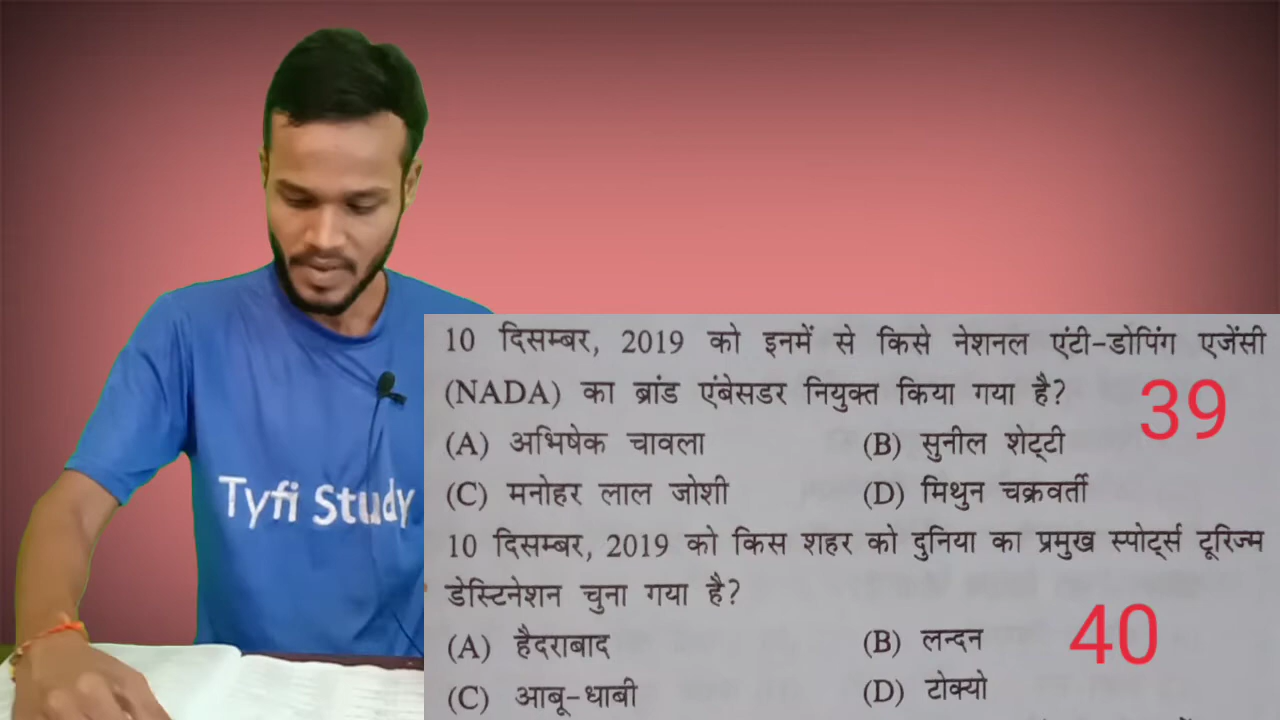 Tyfi Study
10 दिसम्बर, 2019 को इनमें से किसे नेशनल एंटी-डोपिंग एजेंसी
(NADA) का ब्रांड एंबेसडर नियुक्त किया गया है?
39
(A) अभिषेक चावला (B) सुनील शेट्टी
(C) मनोहर लाल जोशी (D) मिथुन चक्रवर्ती
10 दिसम्बर, 2019 को किस शहर को दुनिया का प्रमुख स्पोर्ट्स टूरिज्म
डेस्टिनेशन चुना गया है?
40
(A) हैदराबाद (B) लन्दन
(C) आबू-धाबी (D) टोक्यो